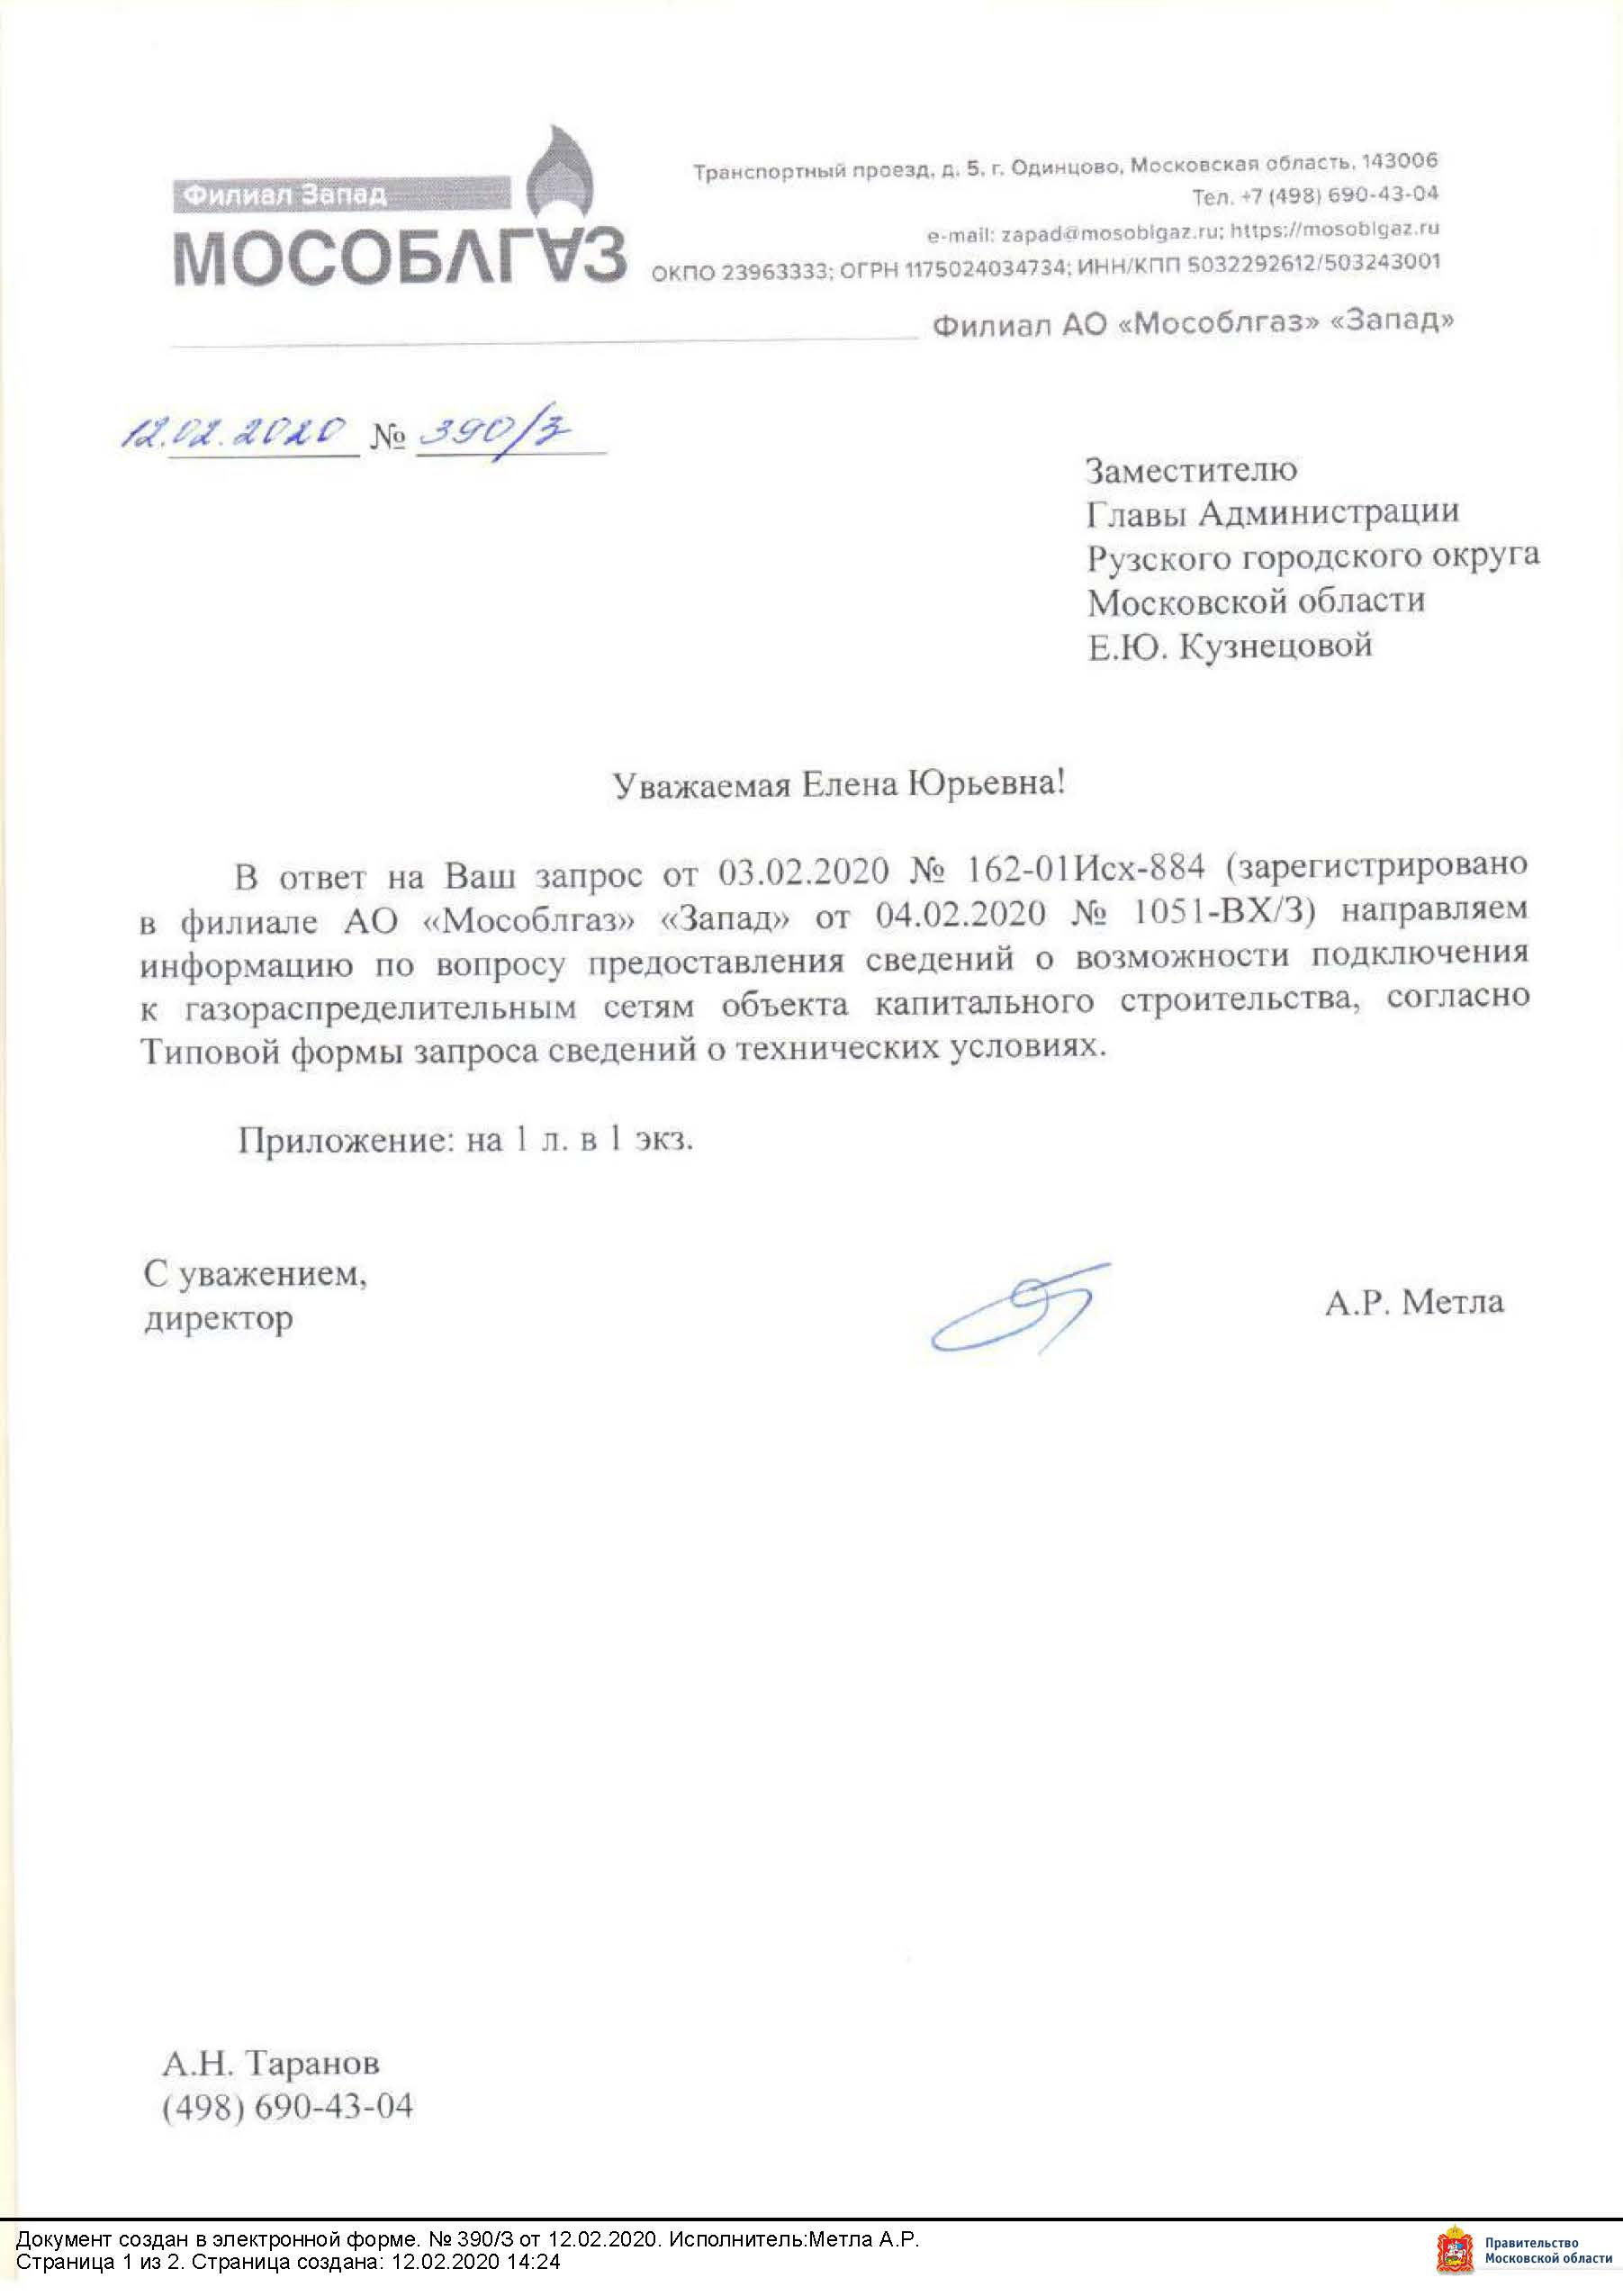 Филиал Запад
МОСОБЛГАЗ
Транспортный проезд, д. 5, г. Одинцово, Московская область, 143006
Тел. +7 (498) 690-43-04
e-mail: zapad@mosoblgaz.ru; https://mosoblgaz.ru
ОКПО 23963333; ОГРН 1175024034734; ИНН/КПП 5032292612/503243001
Филиал АО «Мособлгаз» «Запад»
12.02.2020 № 390/З
Заместителю
Главы Администрации
Рузского городского округа
Московской области
Е.Ю. Кузнецовой
Уважаемая Елена Юрьевна!
В ответ на Ваш запрос от 03.02.2020 № 162-01Исх-884 (зарегистрировано
в филиале АО «Мособлгаз» «Запад» от 04.02.2020 № 1051-ВХ/З) направляем
информацию по вопросу предоставления сведений о возможности подключения
к газораспределительным сетям объекта капитального строительства, согласно
Типовой формы запроса сведений о технических условиях.
Приложение: на 1 л. в 1 экз.
С уважением,
директор
А.Р. Метла
А.Н. Таранов
(498) 690-43-04
Документ создан в электронной форме. № 390/З от 12.02.2020. Исполнитель:Метла А.Р.
Страница 1 из 2. Страница создана: 12.02.2020 14:24
Правительство
Московской области